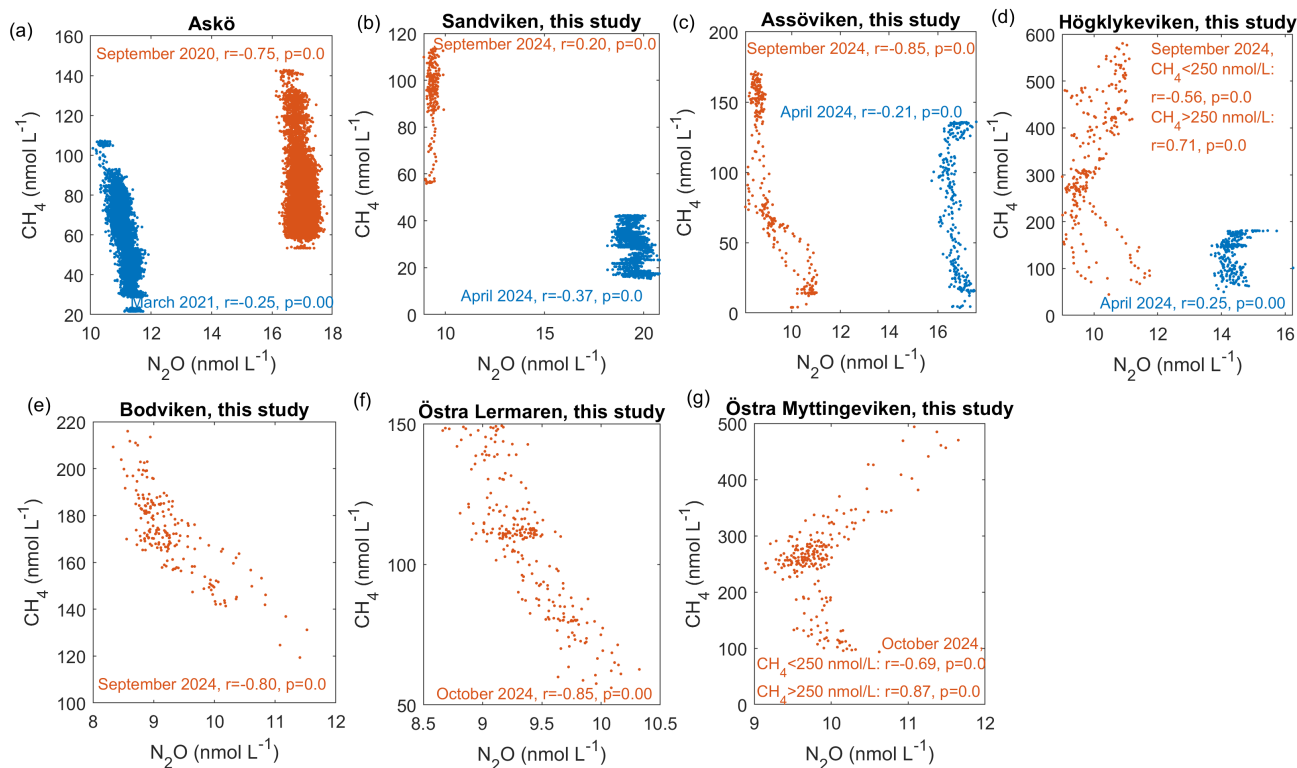 (a)
Askö
September 2020, r=-0.75, p=0.0
March 2021, r=-0.25, p=0.00
CH4 (nmol L-1)
160
140
120
100
80
60
40
20
10
12
14
16
18
N2O (nmol L-1)
(b)
Sandviken, this study
September 2024, r=0.20, p=0.0
April 2024, r=-0.37, p=0.0
CH4 (nmol L-1)
120
100
80
60
40
20
0
10
15
20
N2O (nmol L-1)
(c)
Assöviken, this study
September 2024, r=-0.85, p=0.0
April 2024, r=-0.21, p=0.0
CH4 (nmol L-1)
200
150
100
50
0
10
12
14
16
N2O (nmol L-1)
(d)
Högklykeviken, this study
September 2024,
CH4<250 nmol/L:
r=-0.56, p=0.0
CH4>250 nmol/L:
r=0.71, p=0.0
April 2024, r=0.25, p=0.00
CH4 (nmol L-1)
600
500
400
300
200
100
0
10
12
14
16
N2O (nmol L-1)
(e)
Bodviken, this study
September 2024, r=-0.80, p=0.0
CH4 (nmol L-1)
220
200
180
160
140
120
100
8
9
10
11
12
N2O (nmol L-1)
(f)
Östra Lermaren, this study
October 2024, r=-0.85, p=0.00
CH4 (nmol L-1)
150
100
50
8.5
9
9.5
10
10.5
N2O (nmol L-1)
(g)
Östra Myttingeviken, this study
October 2024,
CH4<250 nmol/L: r=-0.69, p=0.0
CH4>250 nmol/L: r=0.87, p=0.0
CH4 (nmol L-1)
500
400
300
200
100
0
9
10
11
12
N2O (nmol L-1)